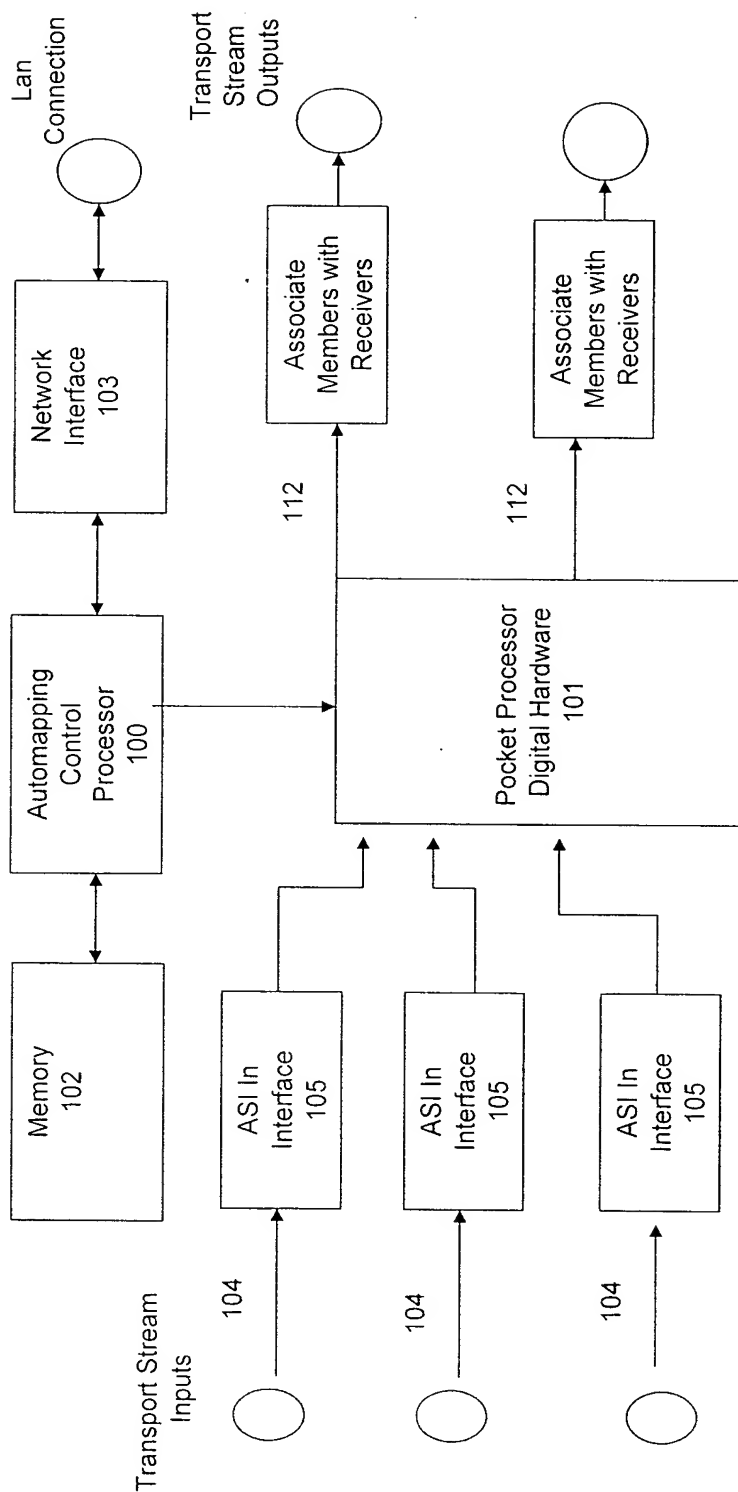 Lan
Connection
Memory
102
Automapping
Control
Processor
100
Network
Interface
103
Transport Stream
Inputs
Transport
Stream
Outputs
104
ASI In
Interface
105
112
Associate
Members with
Receivers
104
ASI In
Interface
105
Pocket Processor
Digital Hardware
101
104
ASI In
Interface
105
112
Associate
Members with
Receivers